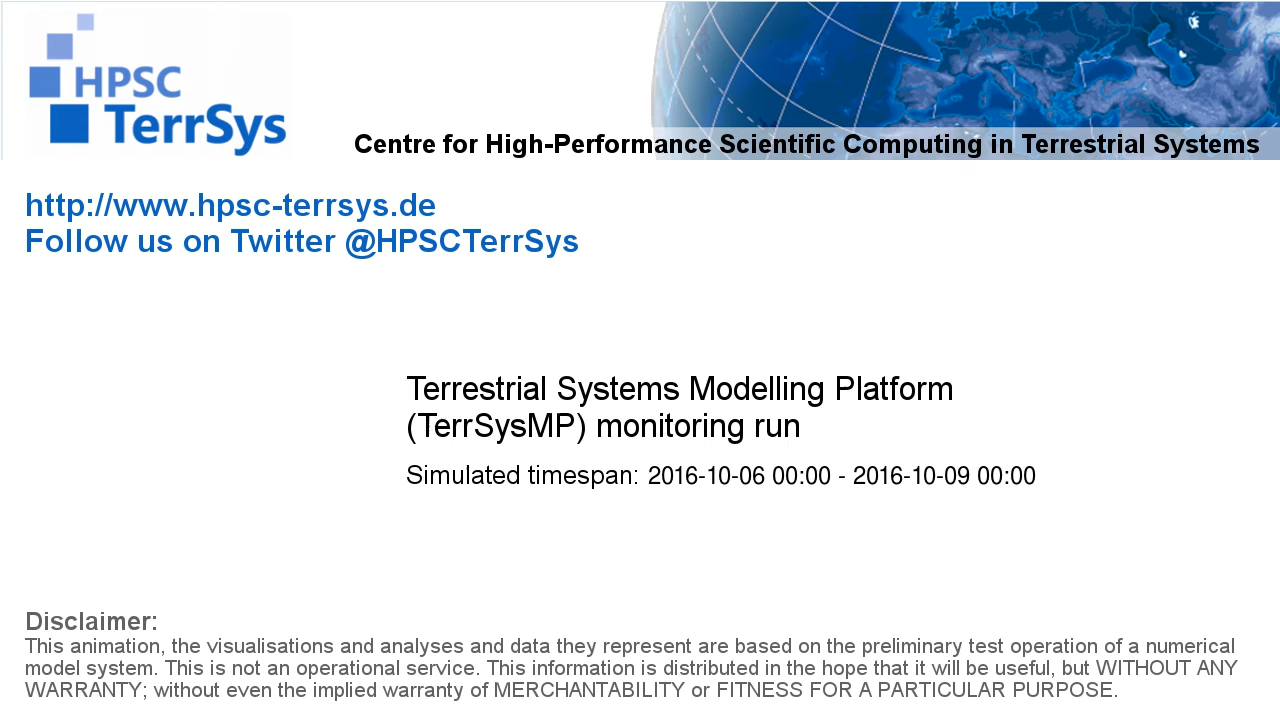 HPSC
TerrSys
Centre for High-Performance Scientific Computing in Terrestrial Systems
http://www.hpsc-terrsys.de
Follow us on Twitter @HPSCTerrSys
Terrestrial Systems Modelling Platform
(TerrSysMP) monitoring run
Simulated timespan: 2016-10-06 00:00 - 2016-10-09 00:00
Disclaimer:
This animation, the visualisations and analyses and data they represent are based on the preliminary test operation of a numerical
model system. This is not an operational service. This information is distributed in the hope that it will be useful, but WITHOUT ANY
WARRANTY; without even the implied warranty of MERCHANTABILITY or FITNESS FOR A PARTICULAR PURPOSE.